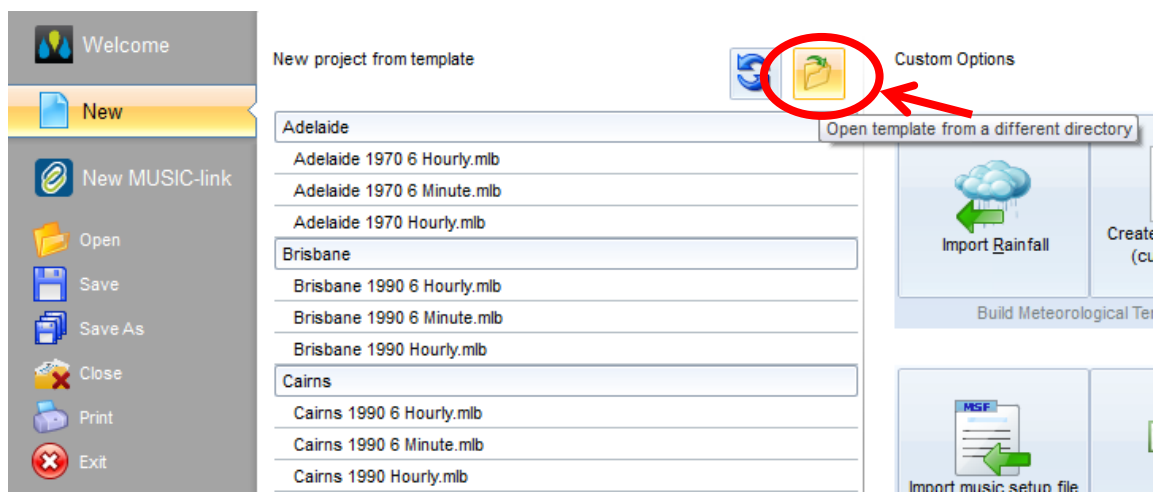 Welcome
New
New MUSIC-link
Open
Save
Save As
Close
Print
Exit
New project from template
Adelaide
Adelaide 1970 6 Hourly.mlb
Adelaide 1970 6 Minute.mlb
Adelaide 1970 Hourly.mlb
Brisbane
Brisbane 1990 6 Hourly.mlb
Brisbane 1990 6 Minute.mlb
Brisbane 1990 Hourly.mlb
Cairns
Cairns 1990 6 Hourly.mlb
Cairns 1990 6 Minute.mlb
Cairns 1990 Hourly.mlb
Custom Options
Open template from a different directory
Import Rainfall
Create
(cu
Build Meteorological Te
MSF
Import music setup file